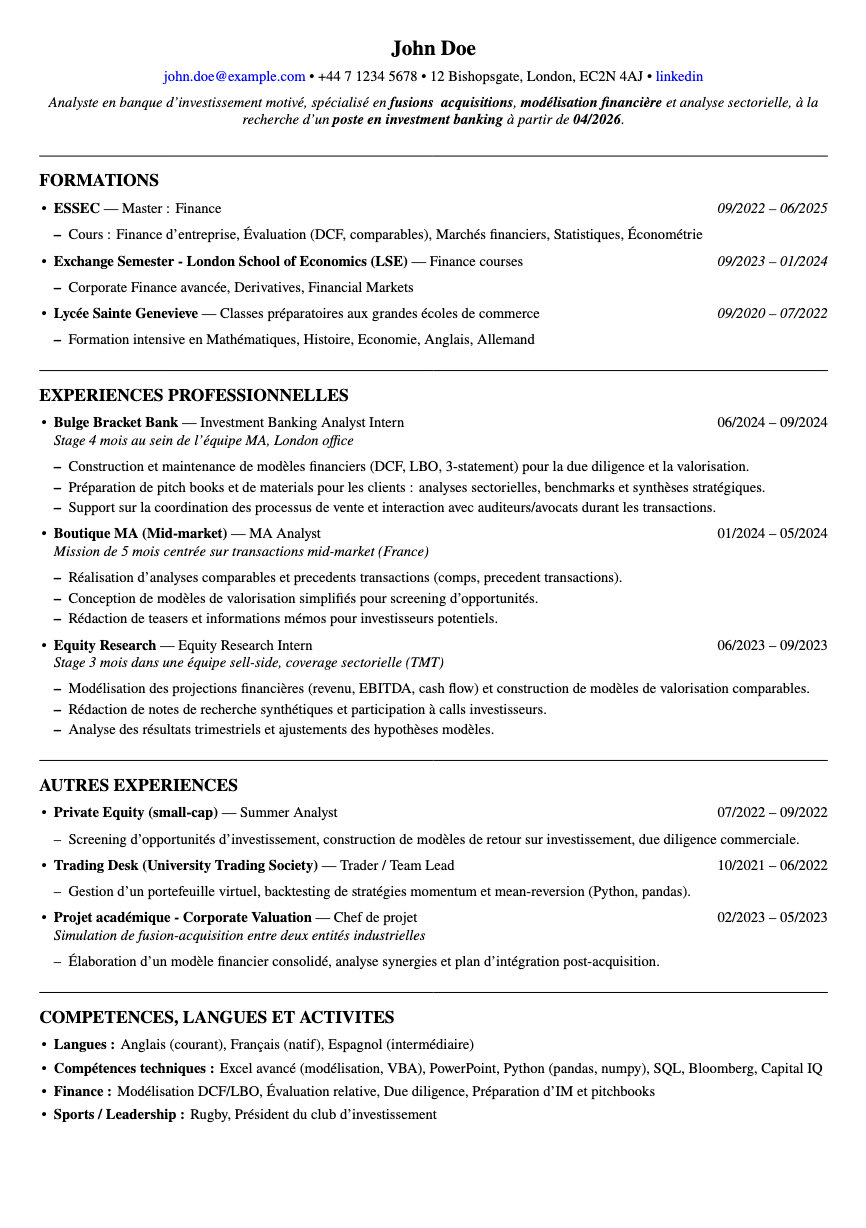 John Doe
john.doe@example.com • +44 7 1234 5678 • 12 Bishopsgate, London, EC2N 4AJ • linkedin
Analyste en banque d'investissement motivé, spécialisé en fusions acquisitions, modélisation financière et analyse sectorielle, à la
recherche d'un poste en investment banking à partir de 04/2026.
FORMATIONS
• ESSEC — Master : Finance 09/2022 – 06/2025
– Cours : Finance d'entreprise, Évaluation (DCF, comparables), Marchés financiers, Statistiques, Économétrie
• Exchange Semester - London School of Economics (LSE) — Finance courses 09/2023 – 01/2024
– Corporate Finance avancée, Derivatives, Financial Markets
• Lycée Sainte Genevieve — Classes préparatoires aux grandes écoles de commerce 09/2020 – 07/2022
– Formation intensive en Mathématiques, Histoire, Economie, Anglais, Allemand
EXPERIENCES PROFESSIONNELLES
• Bulge Bracket Bank — Investment Banking Analyst Intern 06/2024 – 09/2024
Stage 4 mois au sein de l'équipe MA, London office
– Construction et maintenance de modèles financiers (DCF, LBO, 3-statement) pour la due diligence et la valorisation.
– Préparation de pitch books et de materials pour les clients : analyses sectorielles, benchmarks et synthèses stratégiques.
– Support sur la coordination des processus de vente et interaction avec auditeurs/avocats durant les transactions.
• Boutique MA (Mid-market) — MA Analyst 01/2024 – 05/2024
Mission de 5 mois centrée sur transactions mid-market (France)
– Réalisation d'analyses comparables et precedents transactions (comps, precedent transactions).
– Conception de modèles de valorisation simplifiés pour screening d'opportunités.
– Rédaction de teasers et informations mémos pour investisseurs potentiels.
• Equity Research — Equity Research Intern 06/2023 – 09/2023
Stage 3 mois dans une équipe sell-side, coverage sectorielle (TMT)
– Modélisation des projections financières (revenu, EBITDA, cash flow) et construction de modèles de valorisation comparables.
– Rédaction de notes de recherche synthétiques et participation à calls investisseurs.
– Analyse des résultats trimestriels et ajustements des hypothèses modèles.
AUTRES EXPERIENCES
• Private Equity (small-cap) — Summer Analyst 07/2022 – 09/2022
– Screening d'opportunités d'investissement, construction de modèles de retour sur investissement, due diligence commerciale.
• Trading Desk (University Trading Society) — Trader / Team Lead 10/2021 – 06/2022
– Gestion d'un portefeuille virtuel, backtesting de stratégies momentum et mean-reversion (Python, pandas).
• Projet académique - Corporate Valuation — Chef de projet 02/2023 – 05/2023
Simulation de fusion-acquisition entre deux entités industrielles
– Élaboration d'un modèle financier consolidé, analyse synergies et plan d'intégration post-acquisition.
COMPETENCES, LANGUES ET ACTIVITES
• Langues : Anglais (courant), Français (natif), Espagnol (intermédiaire)
• Compétences techniques : Excel avancé (modélisation, VBA), PowerPoint, Python (pandas, numpy), SQL, Bloomberg, Capital IQ
• Finance : Modélisation DCF/LBO, Évaluation relative, Due diligence, Préparation d'IM et pitchbooks
• Sports / Leadership : Rugby, Président du club d'investissement